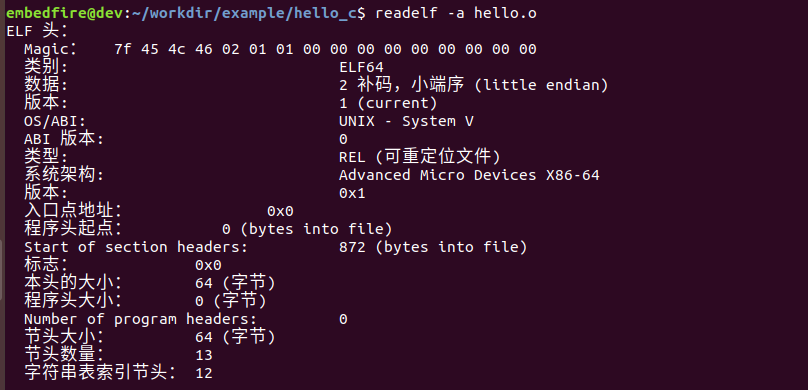 embedfire@dev:~/workdir/example/hello_c$ readelf -a hello.o
ELF 头：
  Magic：   7f 45 4c 46 02 01 01 00 00 00 00 00 00 00 00 00
  类别:                              ELF64
  数据:                              2 补码，小端序 (little endian)
  版本:                              1 (current)
  OS/ABI:                            UNIX - System V
  ABI 版本:                          0
  类型:                              REL (可重定位文件)
  系统架构:                          Advanced Micro Devices X86-64
  版本:                              0x1
  入口点地址：               0x0
  程序头起点：          0 (bytes into file)
  Start of section headers:          872 (bytes into file)
  标志：             0x0
  本头的大小：       64 (字节)
  程序头大小：       0 (字节)
  Number of program headers:         0
  节头大小：         64 (字节)
  节头数量：         13
  字符串表索引节头： 12